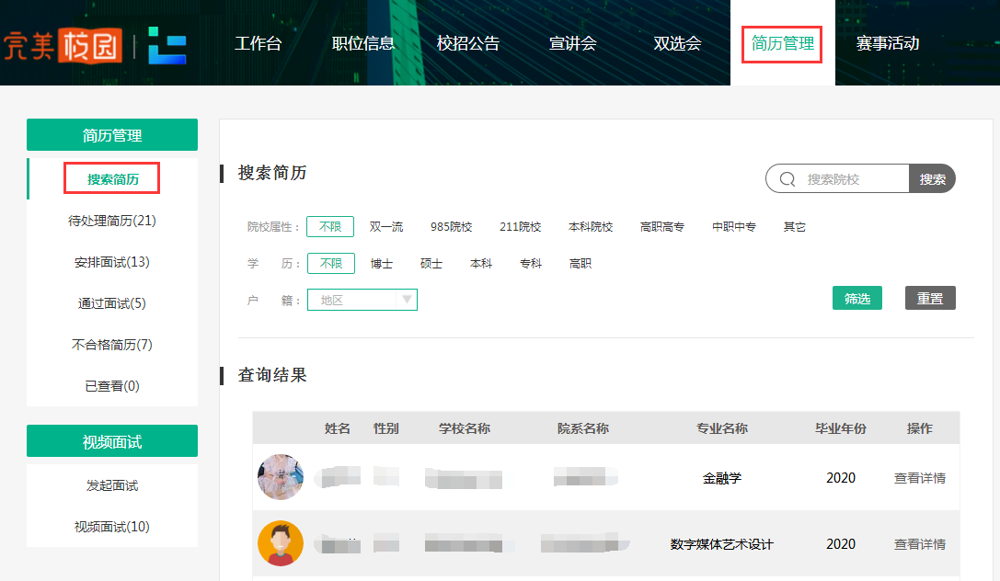 完美校园
工作台 职位信息 校招公告 宣讲会 双选会 简历管理 赛事活动
简历管理
搜索简历
待处理简历(21)
安排面试(13)
通过面试(5)
不合格简历(7)
已查看(0)
视频面试
发起面试
视频面试(10)
搜索简历
搜索院校 搜索
院校属性： 不限 双一流 985院校 211院校 本科院校 高职高专 中职中专 其它
学 历： 不限 博士 硕士 本科 专科 高职
户 籍： 地区
筛选 重置
查询结果
姓名 性别 学校名称 院系名称 专业名称 毕业年份 操作
金融学 2020 查看详情
数字媒体艺术设计 2020 查看详情